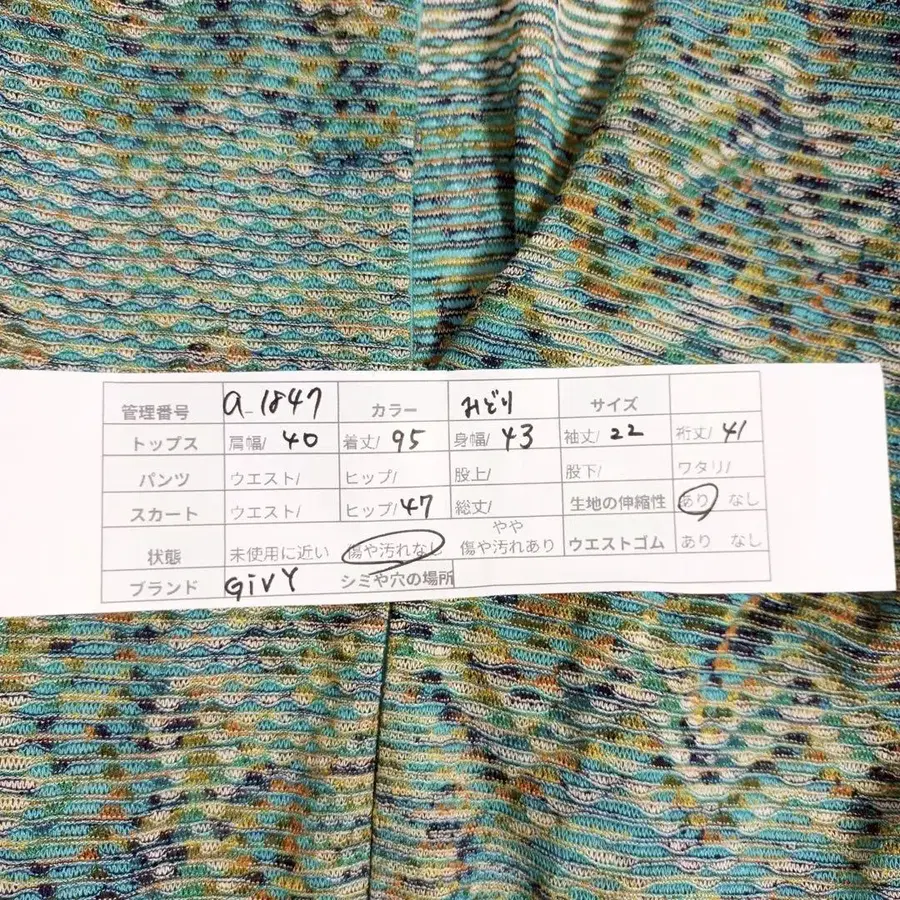 管理番号 a-1847 カラー みどり サイズ
トップス 肩幅/ 40 着丈/ 95 身幅/ 43 袖丈/ 22 裄丈/ 41
パンツ ウエスト/ ヒップ/ 股上/ 股下/ ワタリ/
スカート ウエスト/ ヒップ/ 47 総丈/ 生地の伸縮性 あり なし
状態 未使用に近い 傷や汚れなし やや傷や汚れあり ウエストゴム あり なし
ブランド GiVY シミや穴の場所